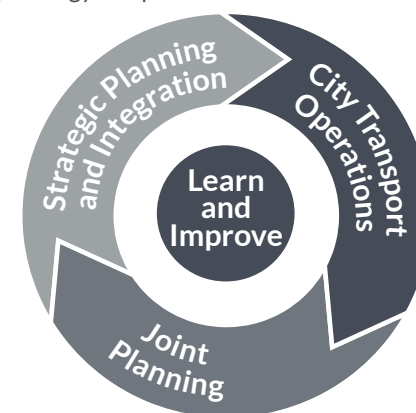 Strategic Planning
and Integration
City Transport
Operations
Learn
and
Improve
Joint
Planning